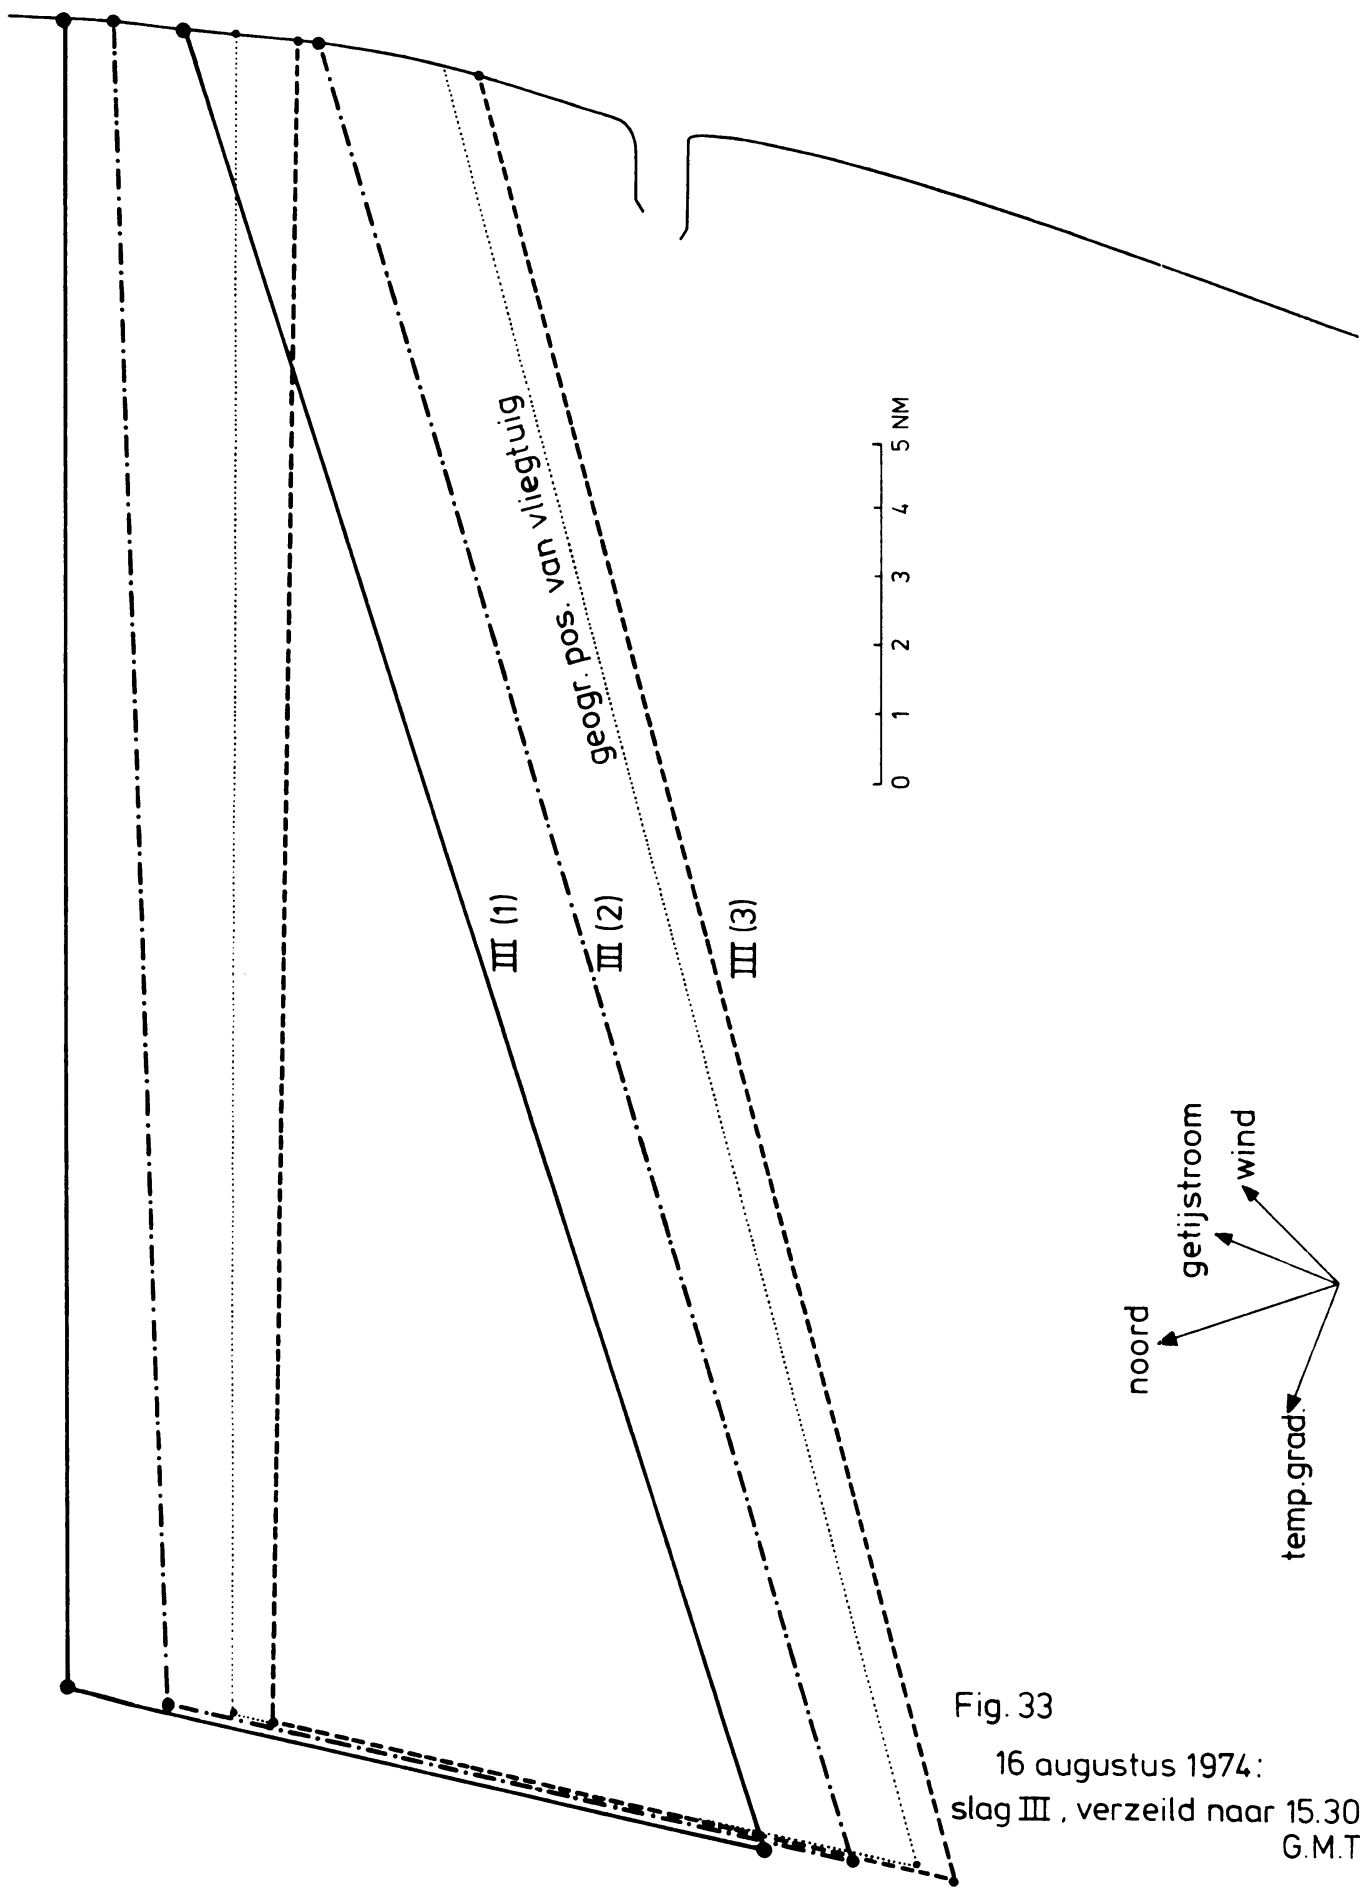 geogr. pos. van vliegtuig
III (1)
III (2)
III (3)
0 1 2 3 4 5 NM
noord
getijstroom
wind
temp.grad.
Fig. 33
16 augustus 1974:
slag III , verzeild naar 15.30
G.M.T